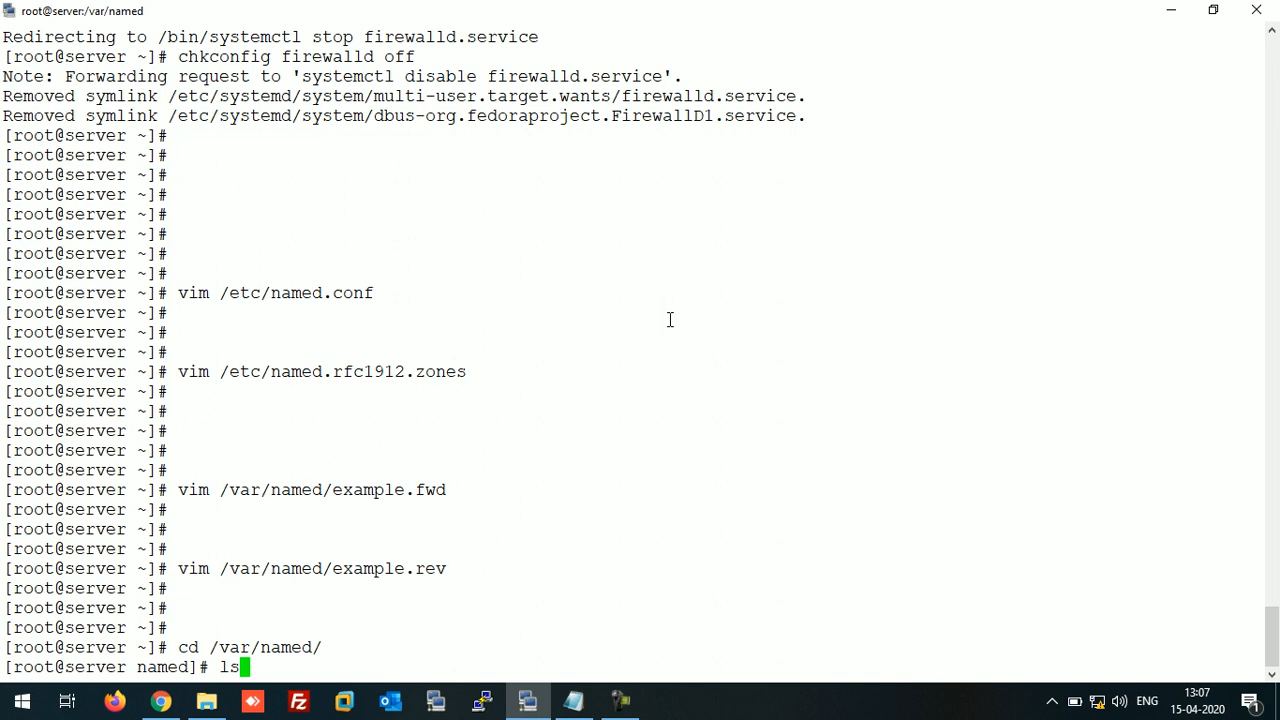 root@server:/var/named
Redirecting to /bin/systemctl stop firewalld.service
[root@server ~]# chkconfig firewalld off
Note: Forwarding request to 'systemctl disable firewalld.service'.
Removed symlink /etc/systemd/system/multi-user.target.wants/firewalld.service.
Removed symlink /etc/systemd/system/dbus-org.fedoraproject.FirewallD1.service.
[root@server ~]#
[root@server ~]#
[root@server ~]#
[root@server ~]#
[root@server ~]#
[root@server ~]#
[root@server ~]#
[root@server ~]#
[root@server ~]# vim /etc/named.conf
[root@server ~]#
[root@server ~]#
[root@server ~]#
[root@server ~]# vim /etc/named.rfc1912.zones
[root@server ~]#
[root@server ~]#
[root@server ~]#
[root@server ~]#
[root@server ~]#
[root@server ~]# vim /var/named/example.fwd
[root@server ~]#
[root@server ~]#
[root@server ~]#
[root@server ~]# vim /var/named/example.rev
[root@server ~]#
[root@server ~]#
[root@server ~]#
[root@server ~]# cd /var/named/
[root@server named]# ls
ENG
13:07
15-04-2020
1